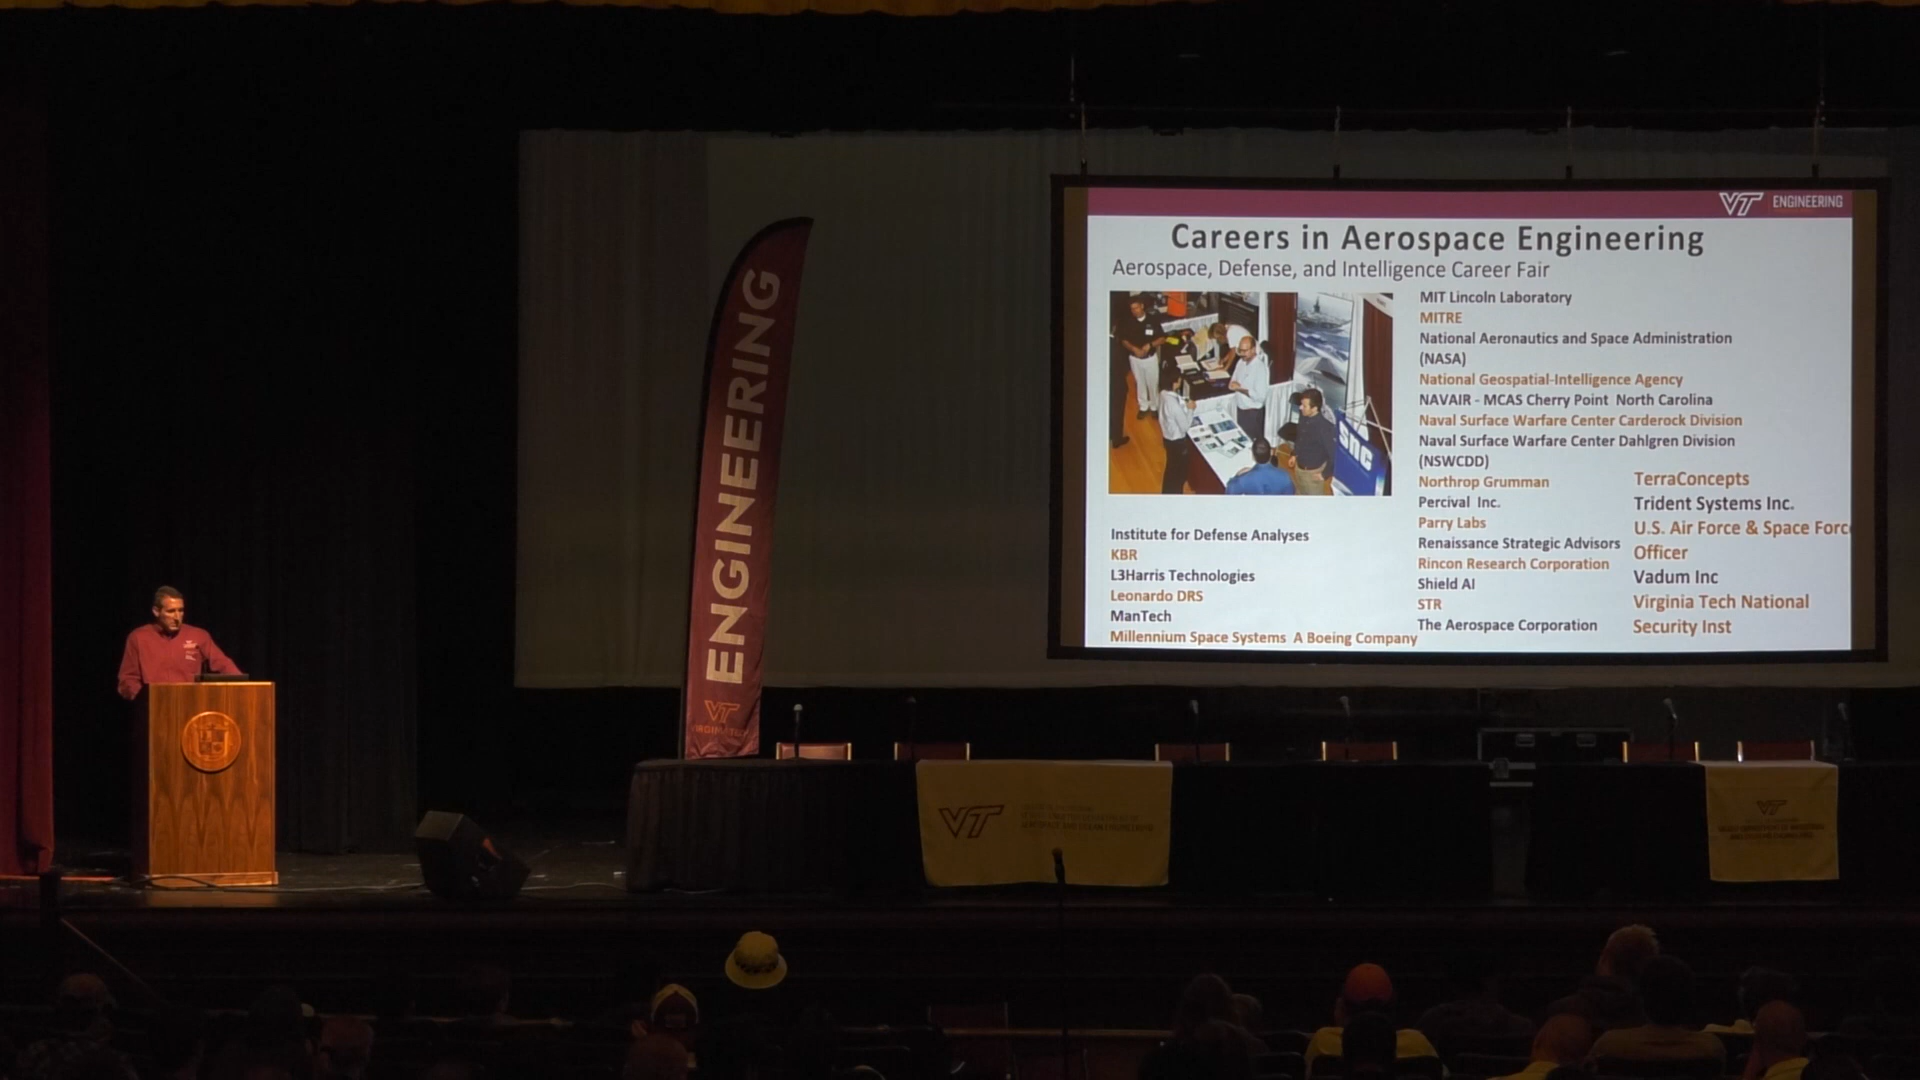 VT ENGINEERING
Careers in Aerospace Engineering
Aerospace, Defense, and Intelligence Career Fair
snc
Institute for Defense Analyses
KBR
L3Harris Technologies
Leonardo DRS
ManTech
Millennium Space Systems A Boeing Company
MIT Lincoln Laboratory
MITRE
National Aeronautics and Space Administration
(NASA)
National Geospatial-Intelligence Agency
NAVAIR - MCAS Cherry Point North Carolina
Naval Surface Warfare Center Carderock Division
Naval Surface Warfare Center Dahlgren Division
(NSWCDD)
Northrop Grumman
Percival Inc.
Parry Labs
Renaissance Strategic Advisors
Rincon Research Corporation
Shield AI
STR
The Aerospace Corporation
TerraConcepts
Trident Systems Inc.
U.S. Air Force & Space Forc
Officer
Vadum Inc
Virginia Tech National
Security Inst
ENGINEERING
VT
VT
VT